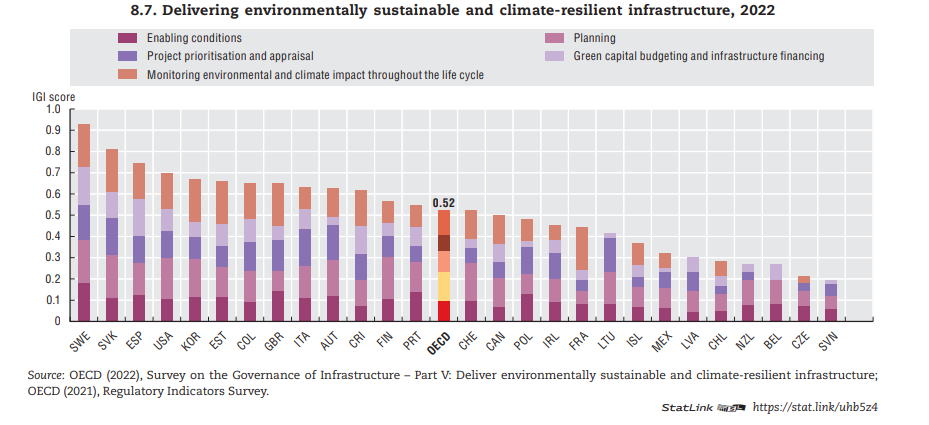 8.7. Delivering environmentally sustainable and climate-resilient infrastructure, 2022
Enabling conditions
Planning
Project prioritisation and appraisal
Green capital budgeting and infrastructure financing
Monitoring environmental and climate impact throughout the life cycle
IGI score
1.0
0.9
0.8
0.7
0.6
0.5
0.4
0.3
0.2
0.1
0
0.52
SWE SVK ESP USA KOR EST COL GBR ITA AUT CRI FIN PRT OECD CHE CAN POL IRL FRA LTU ISL MEX LVA CHL NZL BEL CZE SVN
Source: OECD (2022), Survey on the Governance of Infrastructure – Part V: Deliver environmentally sustainable and climate-resilient infrastructure;
OECD (2021), Regulatory Indicators Survey.
StatLink https://stat.link/uhb5z4